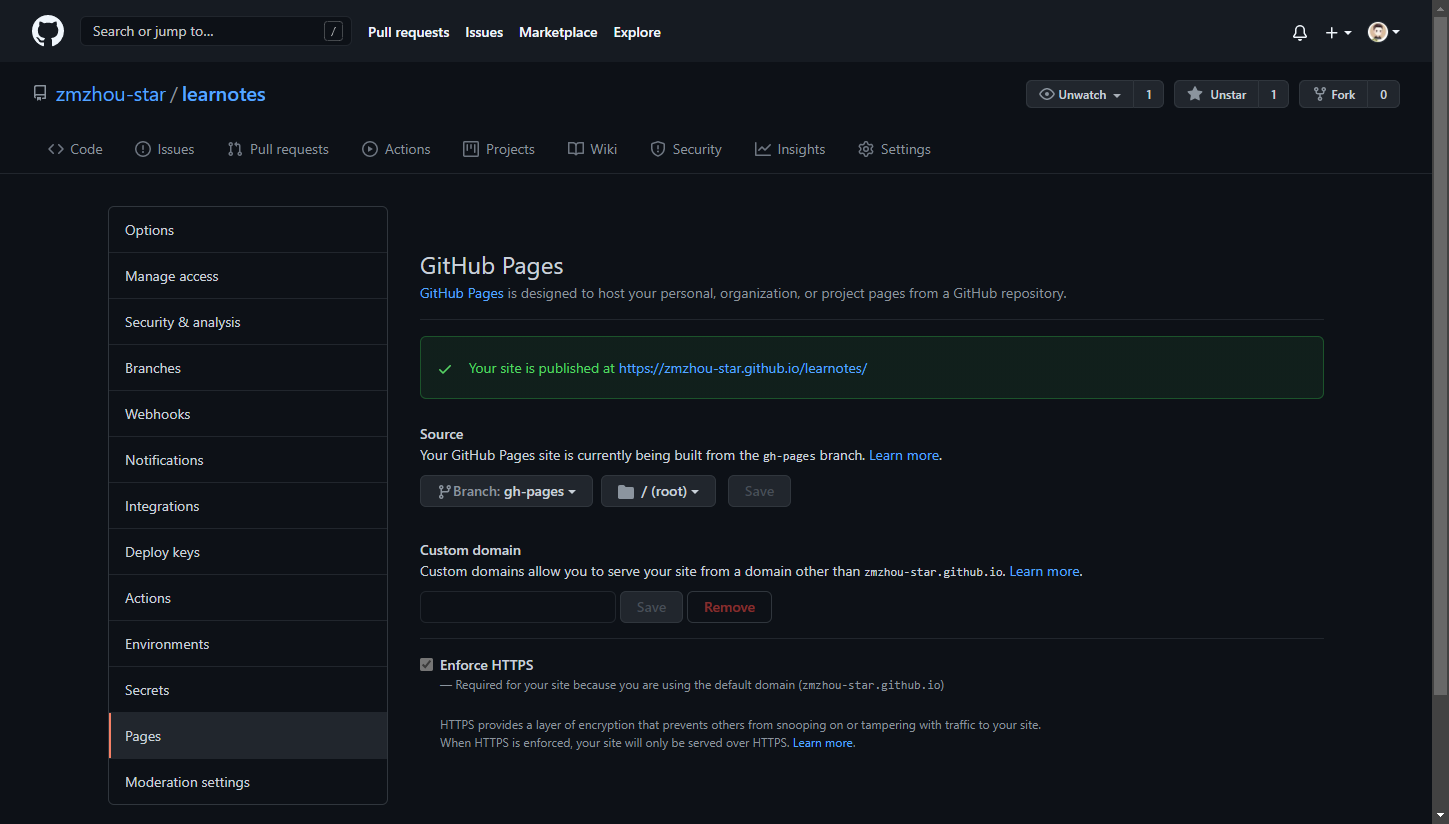 Search or jump to... /
Pull requests Issues Marketplace Explore
zmzhou-star / learnotes
Unwatch 1 Unstar 1 Fork 0
Code Issues Pull requests Actions Projects Wiki Security Insights Settings
Options
Manage access
Security & analysis
Branches
Webhooks
Notifications
Integrations
Deploy keys
Actions
Environments
Secrets
Pages
Moderation settings
GitHub Pages
GitHub Pages is designed to host your personal, organization, or project pages from a GitHub repository.
Your site is published at https://zmzhou-star.github.io/learnotes/
Source
Your GitHub Pages site is currently being built from the gh-pages branch. Learn more.
Branch: gh-pages / (root) Save
Custom domain
Custom domains allow you to serve your site from a domain other than zmzhou-star.github.io. Learn more.
Save Remove
Enforce HTTPS
— Required for your site because you are using the default domain (zmzhou-star.github.io)
HTTPS provides a layer of encryption that prevents others from snooping on or tampering with traffic to your site.
When HTTPS is enforced, your site will only be served over HTTPS. Learn more.